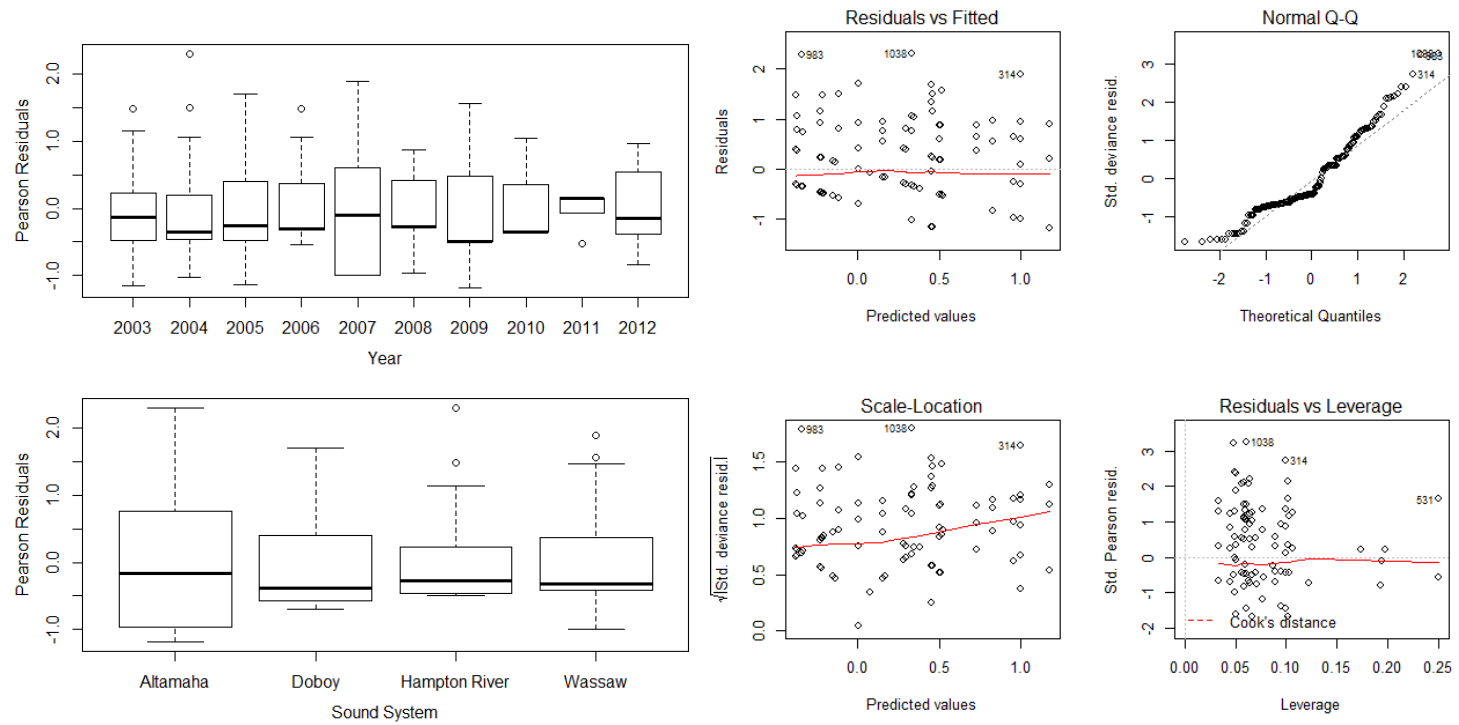 Pearson Residuals
2.0
1.0
0.0
-1.0
2003 2004 2005 2006 2007 2008 2009 2010 2011 2012
Year
Pearson Residuals
2.0
1.0
0.0
-1.0
Altamaha Doboy Hampton River Wassaw
Sound System
Residuals vs Fitted
Residuals
2
1
0
-1
983
1038
314
0.0 0.5 1.0
Predicted values
Normal Q-Q
Std. deviance resid.
3
2
1
0
-1
983
314
-2 -1 0 1 2
Theoretical Quantiles
Scale-Location
√|Std. deviance resid.|
1.5
1.0
0.5
0.0
983
1038
314
0.0 0.5 1.0
Predicted values
Residuals vs Leverage
Std. Pearson resid.
3
2
1
0
-1
-2
1038
314
531
Cook's distance
0.00 0.05 0.10 0.15 0.20 0.25
Leverage